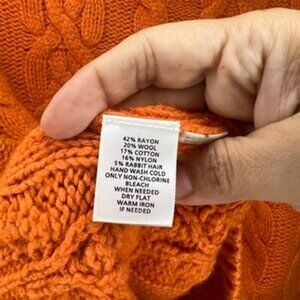 42% RAYON
20% WOOL
17% COTTON
16% NYLON
5% RABBIT HAIR
HAND WASH COLD
ONLY NON-CHLORINE
BLEACH
WHEN NEEDED
DRY FLAT
WARM IRON
IF NEEDED